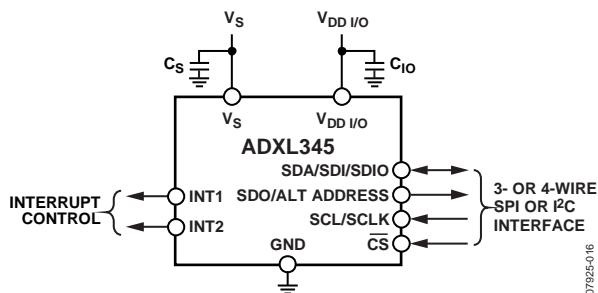 VS
VDD I/O
CS
CIO
VS
VDD I/O
ADXL345
SDA/SDI/SDIO
SDO/ALT ADDRESS
SCL/SCLK
CS
INT1
INT2
GND
INTERRUPT
CONTROL
3- OR 4-WIRE
SPI OR I2C
INTERFACE
07925-016